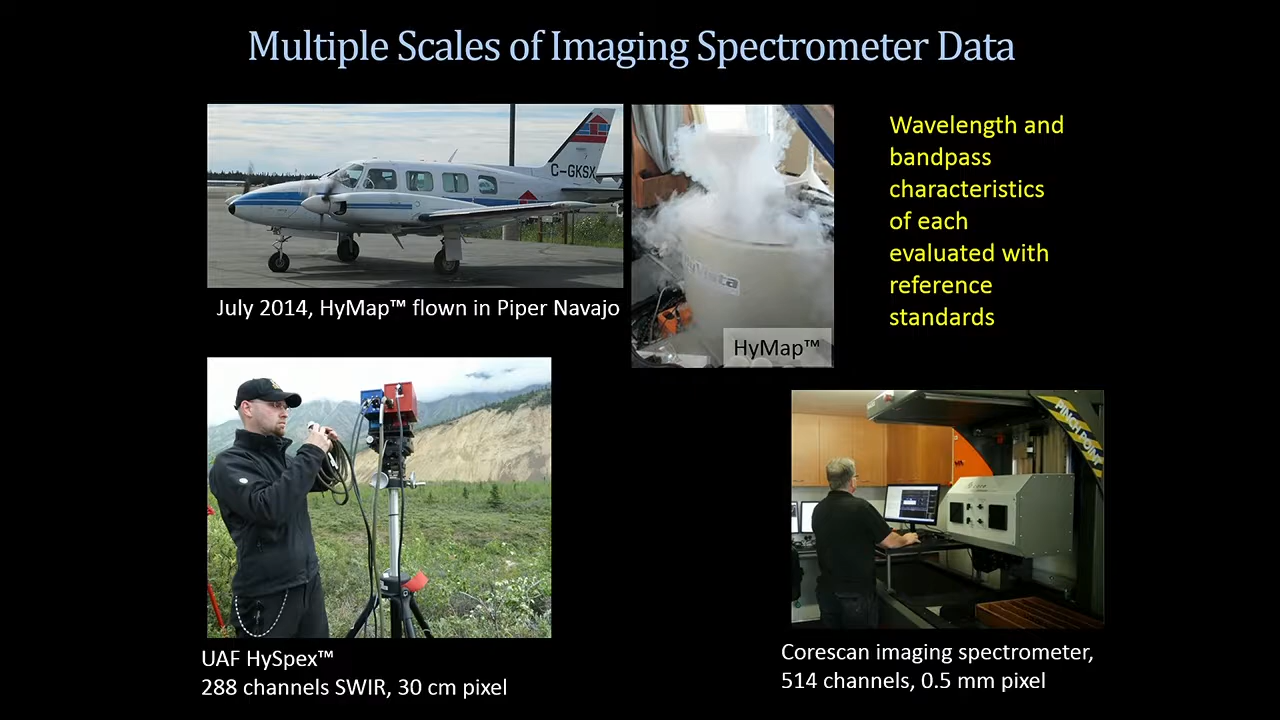 Multiple Scales of Imaging Spectrometer Data
C-GKSX
July 2014, HyMap™ flown in Piper Navajo
HyMap™
Wavelength and
bandpass
characteristics
of each
evaluated with
reference
standards
PINCH POINT
UAF HySpex™
288 channels SWIR, 30 cm pixel
Corescan imaging spectrometer,
514 channels, 0.5 mm pixel